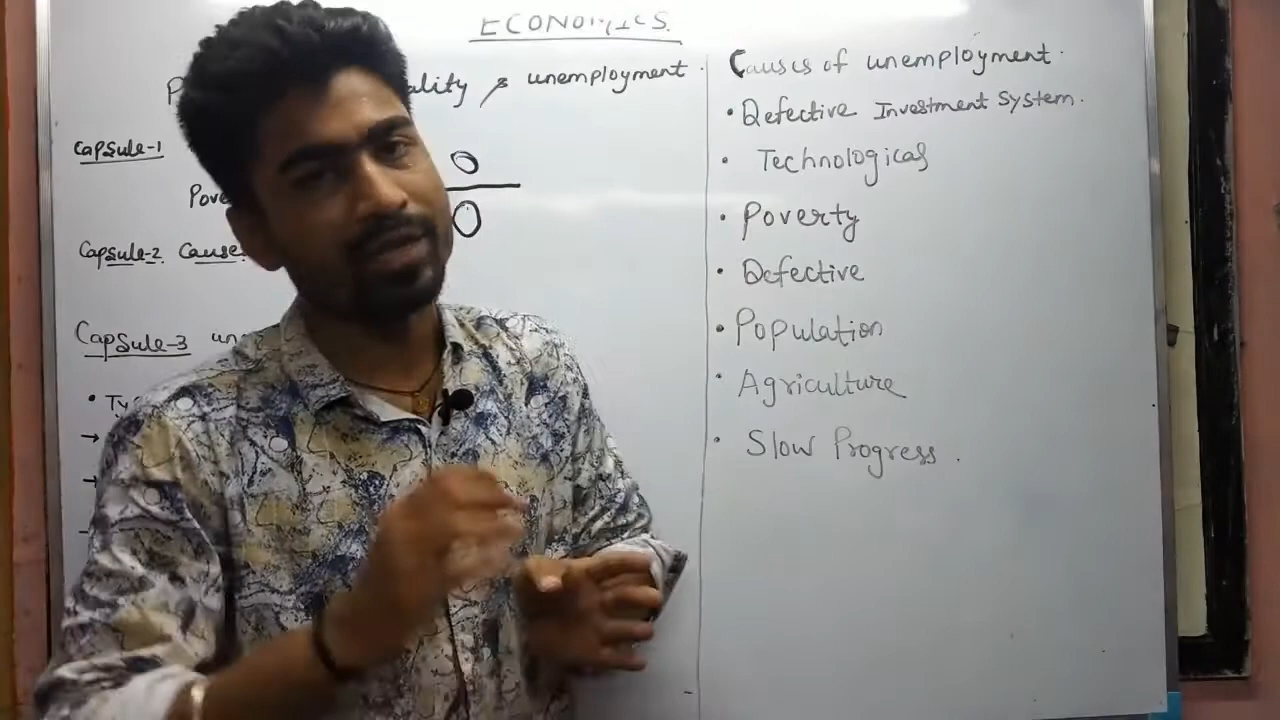 ECONOMICS.
ality & unemployment.
Capsule-1
Pove
Capsule-2 Cause
Capsule-3 un
• Ty
Causes of unemployment.
• Defective Investment System.
• Technological
• Poverty
• Defective
• Population
• Agriculture
• Slow Progress.